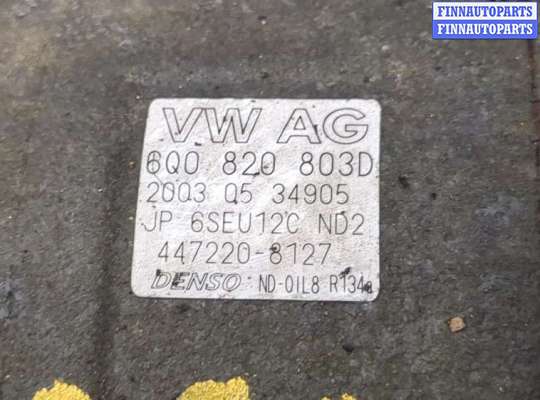 FINNAUTOPARTS
FINNAUTOPARTS
VW AG
6Q0 820 803D
2003 05 34905
JP 6SEU12C ND2
447220-8127
DENSO ND-OIL8 R134a